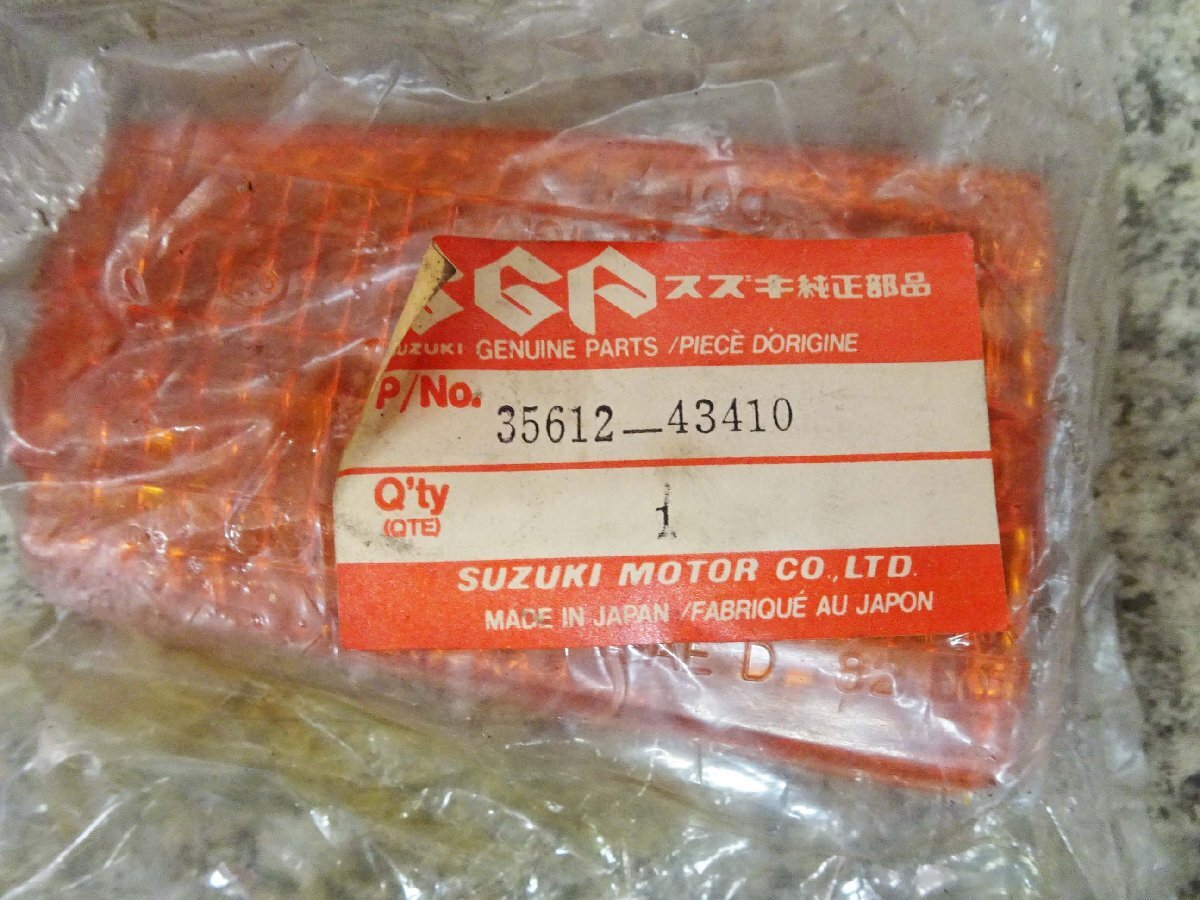 SGP スズキ純正部品
SUZUKI GENUINE PARTS /PIECÈ D'ORIGINE
P/No. 35612-43410
Q'ty 1
(QTE)
SUZUKI MOTOR CO.,LTD.
MADE IN JAPAN /FABRIQUÉ AU JAPON